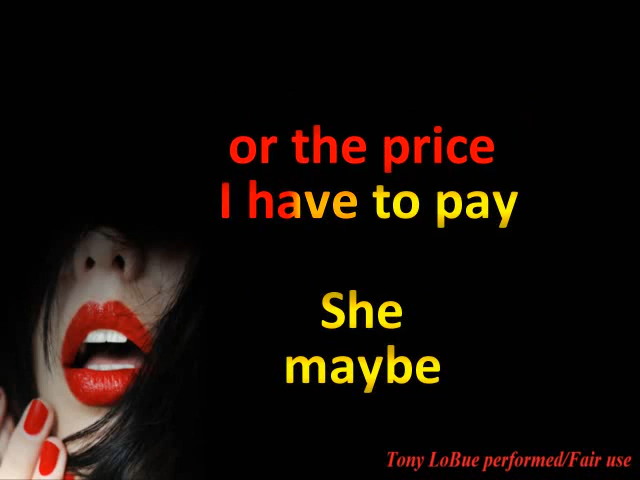 or the price
I have to pay
She
maybe
Tony LoBue performed/Fair use